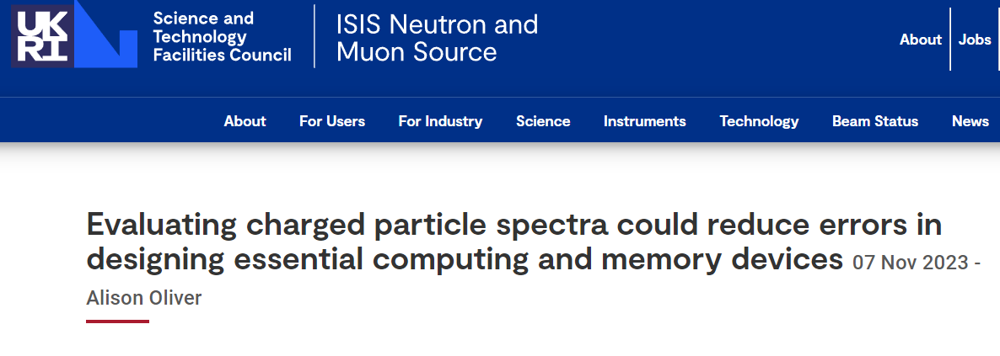 UK
RI
Science and
Technology
Facilities Council
ISIS Neutron and
Muon Source
About
Jobs
About For Users For Industry Science Instruments Technology Beam Status News
Evaluating charged particle spectra could reduce errors in
designing essential computing and memory devices 07 Nov 2023 -
Alison Oliver